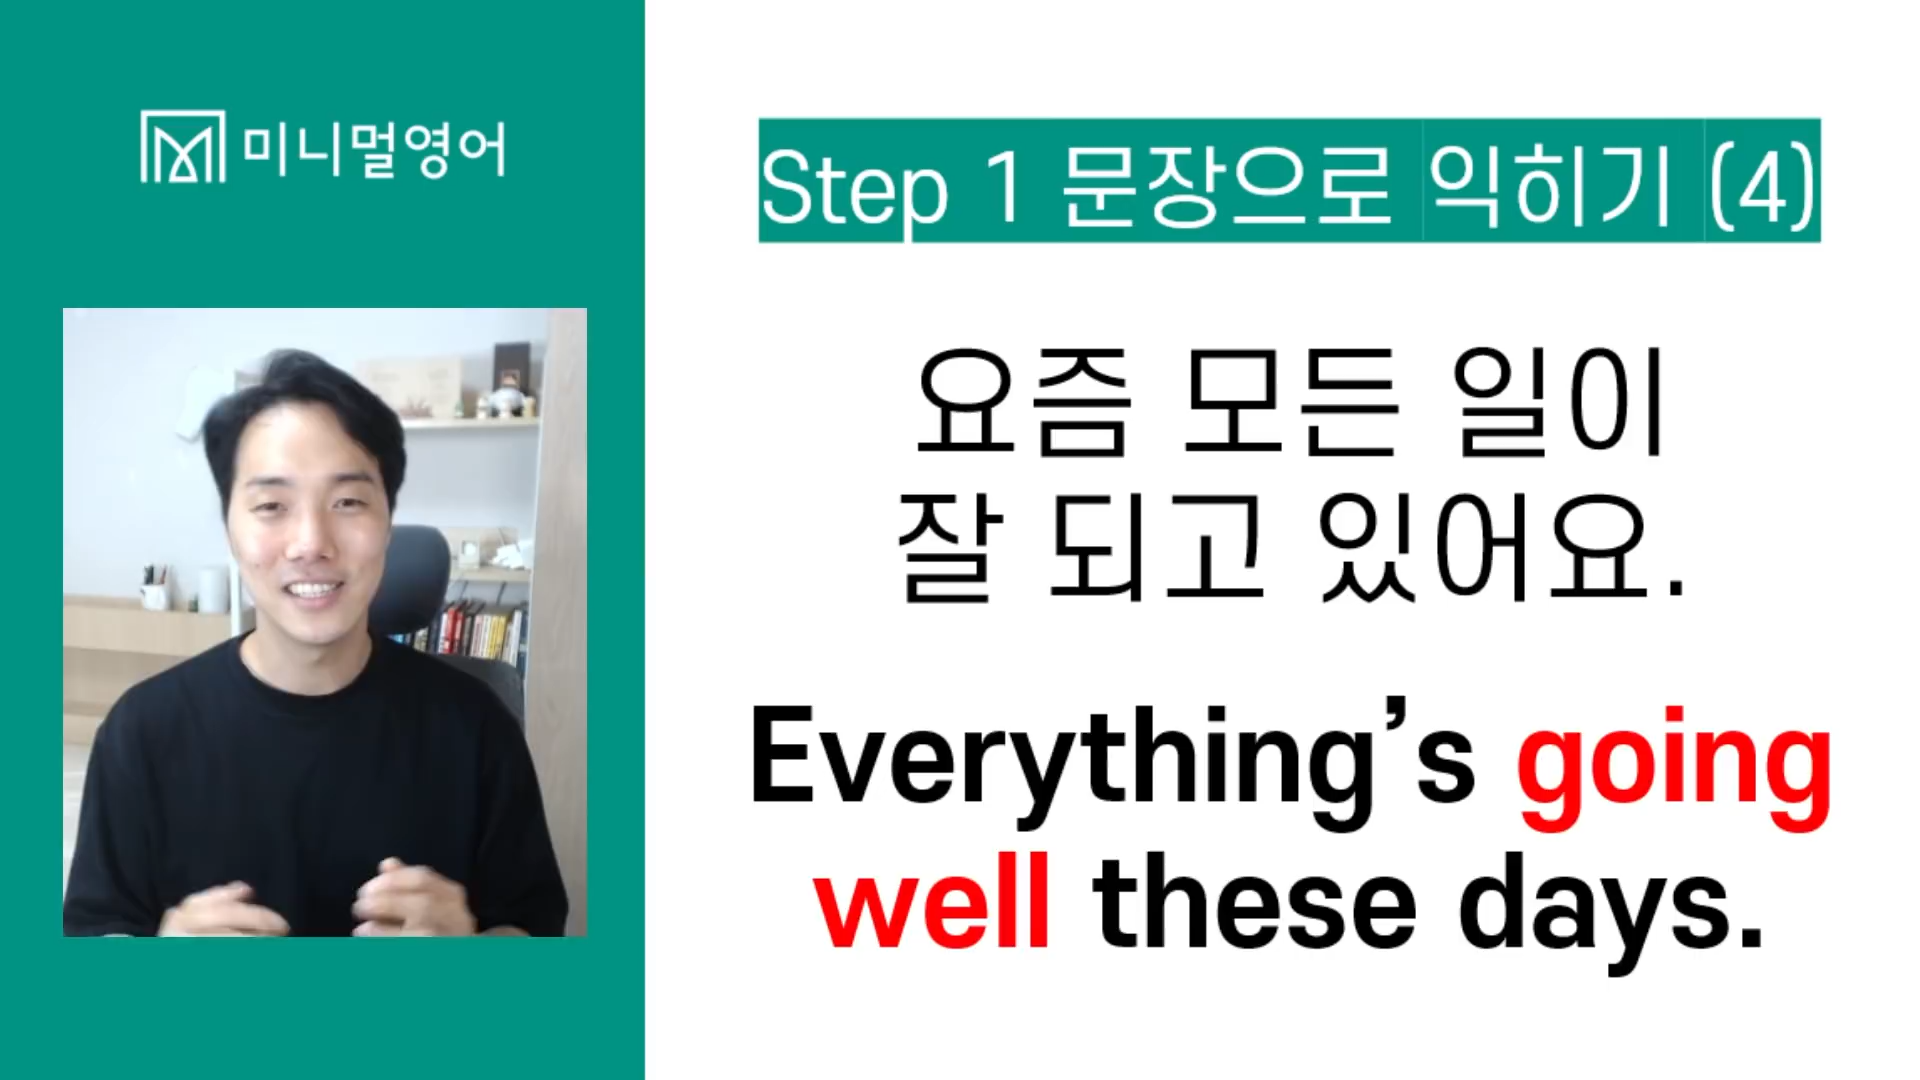 미니멀영어
Step 1 문장으로 익히기 (4)
요즘 모든 일이
잘 되고 있어요.
Everything’s going
well these days.